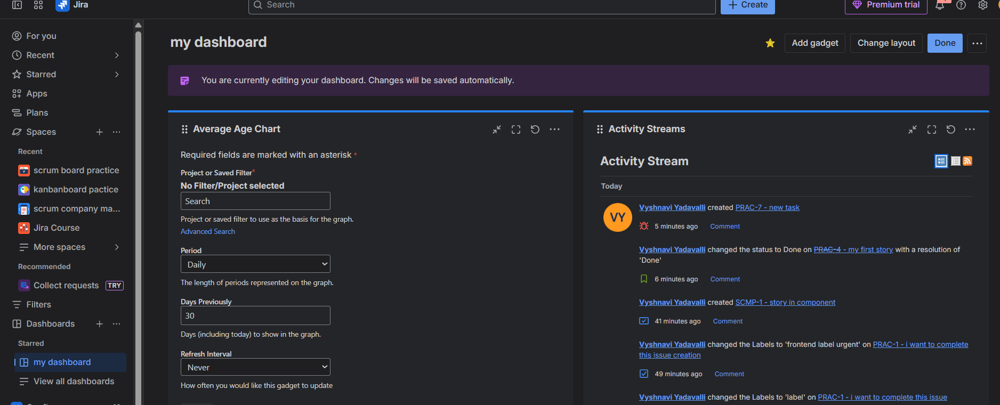 Jira
Search
Create
Premium trial
For you
Recent
Starred
Apps
Plans
Spaces
Recent
scrum board practice
kanbanboard pactice
scrum company ma...
Jira Course
More spaces
Recommended
Collect requests TRY
Filters
Dashboards
Starred
my dashboard
View all dashboards
my dashboard
Add gadget
Change layout
Done
You are currently editing your dashboard. Changes will be saved automatically.
Average Age Chart
Required fields are marked with an asterisk *
Project or Saved Filter*
No Filter/Project selected
Search
Project or saved filter to use as the basis for the graph.
Advanced Search
Period
Daily
The length of periods represented on the graph.
Days Previously
30
Days (including today) to show in the graph.
Refresh Interval
Never
How often you would like this gadget to update
Activity Streams
Activity Stream
Today
VY
Vyshnavi Yadavalli created PRAC-7 - new task
5 minutes ago Comment
Vyshnavi Yadavalli changed the status to Done on PRAC-4 - my first story with a resolution of
'Done'
6 minutes ago Comment
Vyshnavi Yadavalli created SCMP-1 - story in component
41 minutes ago Comment
Vyshnavi Yadavalli changed the Labels to 'frontend label urgent' on PRAC-1 - i want to complete
this issue creation
49 minutes ago Comment
Vyshnavi Yadavalli changed the Labels to 'label' on PRAC-1 - i want to complete this issue